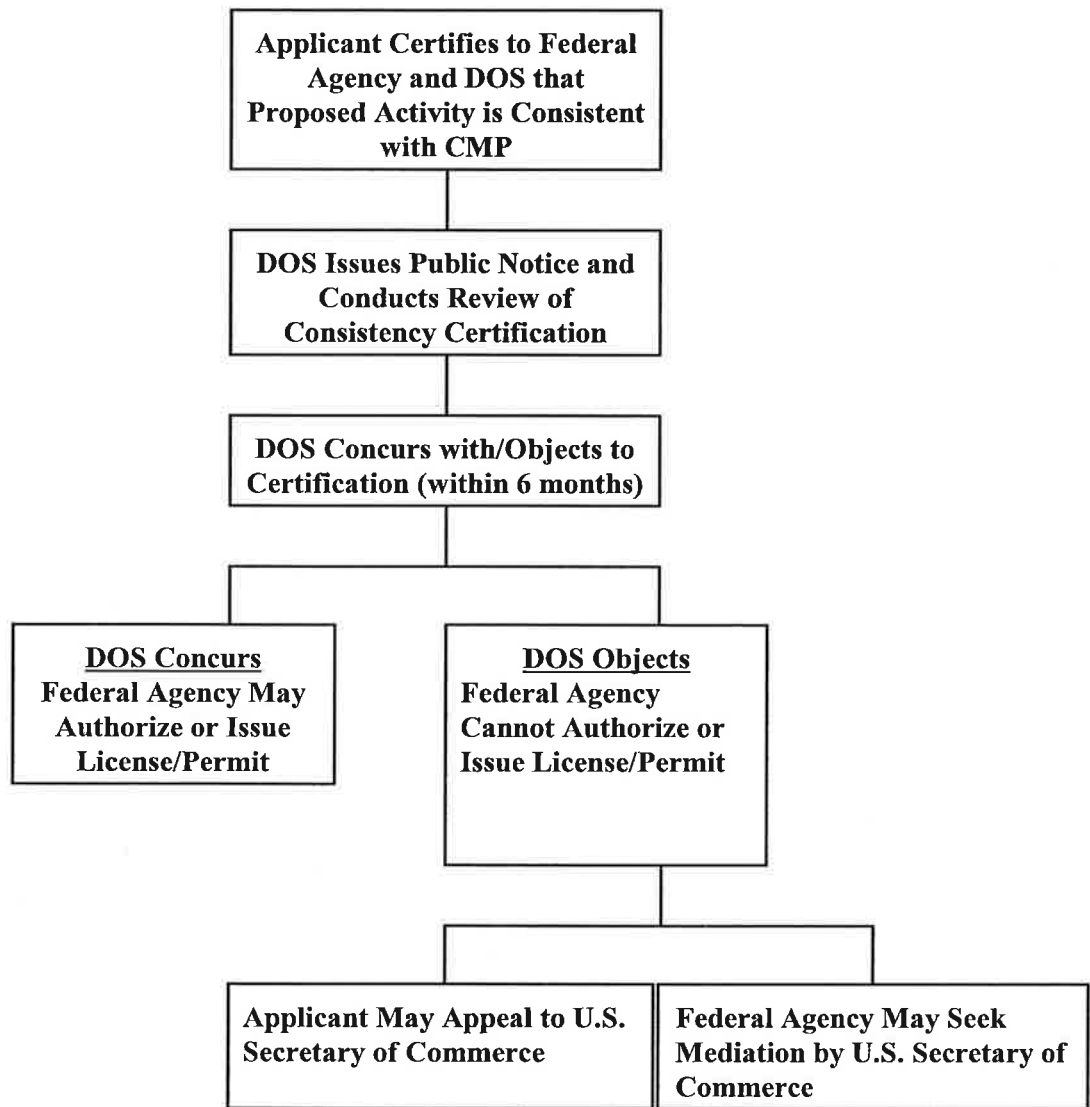 Applicant Certifies to Federal
Agency and DOS that
Proposed Activity is Consistent
with CMP
DOS Issues Public Notice and
Conducts Review of
Consistency Certification
DOS Concurs with/Objects to
Certification (within 6 months)
DOS Concurs
Federal Agency May
Authorize or Issue
License/Permit
DOS Objects
Federal Agency
Cannot Authorize or
Issue License/Permit
Applicant May Appeal to U.S.
Secretary of Commerce
Federal Agency May Seek
Mediation by U.S. Secretary of
Commerce